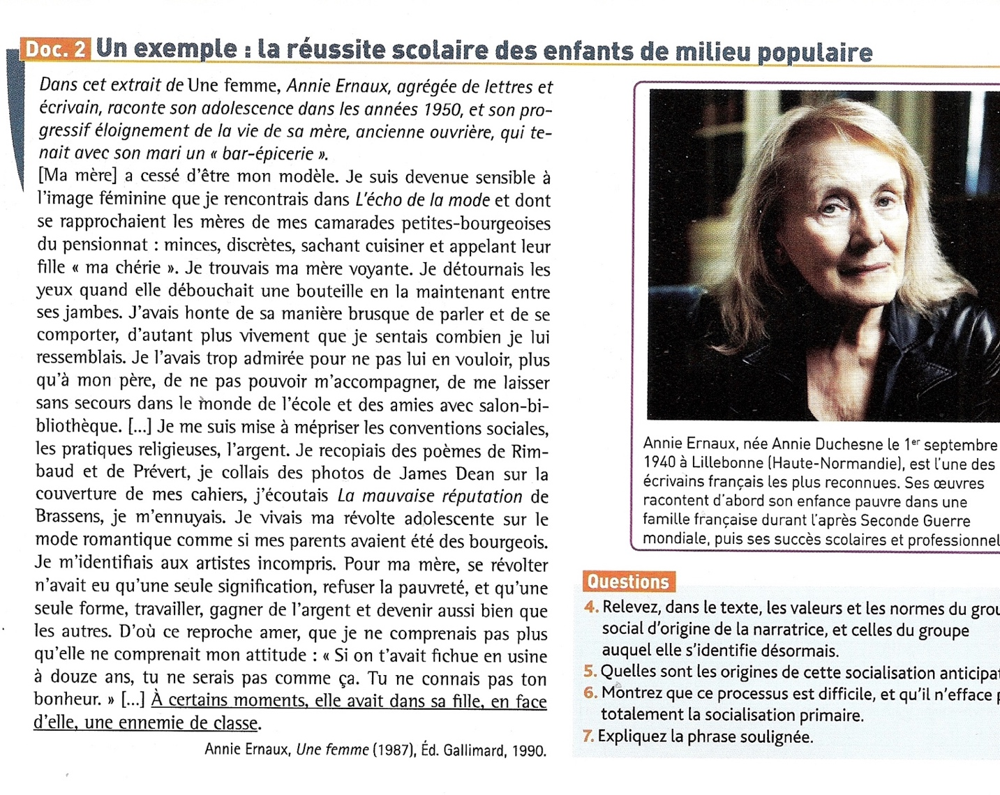 Doc. 2 Un exemple : la réussite scolaire des enfants de milieu populaire
Dans cet extrait de Une femme, Annie Ernaux, agrégée de lettres et
écrivain, raconte son adolescence dans les années 1950, et son pro-
gressif éloignement de la vie de sa mère, ancienne ouvrière, qui te-
nait avec son mari un « bar-épicerie ».
[Ma mère] a cessé d'être mon modèle. Je suis devenue sensible à
l'image féminine que je rencontrais dans L'écho de la mode et dont
se rapprochaient les mères de mes camarades petites-bourgeoises
du pensionnat : minces, discrètes, sachant cuisiner et appelant leur
fille « ma chérie ». Je trouvais ma mère voyante. Je détournais les
yeux quand elle débouchait une bouteille en la maintenant entre
ses jambes. J'avais honte de sa manière brusque de parler et de se
comporter, d'autant plus vivement que je sentais combien je lui
ressemblais. Je l'avais trop admirée pour ne pas lui en vouloir, plus
qu'à mon père, de ne pas pouvoir m'accompagner, de me laisser
sans secours dans le monde de l'école et des amies avec salon-bi-
bliothèque. [...] Je me suis mise à mépriser les conventions sociales,
les pratiques religieuses, l'argent. Je recopiais des poèmes de Rim-
baud et de Prévert, je collais des photos de James Dean sur la
couverture de mes cahiers, j'écoutais La mauvaise réputation de
Brassens, je m'ennuyais. Je vivais ma révolte adolescente sur le
mode romantique comme si mes parents avaient été des bourgeois.
Je m'identifiais aux artistes incompris. Pour ma mère, se révolter
n'avait eu qu'une seule signification, refuser la pauvreté, et qu'une
seule forme, travailler, gagner de l'argent et devenir aussi bien que
les autres. D'où ce reproche amer, que je ne comprenais pas plus
qu'elle ne comprenait mon attitude : « Si on t'avait fichue en usine
à douze ans, tu ne serais pas comme ça. Tu ne connais pas ton
bonheur. » [...] À certains moments, elle avait dans sa fille, en face
d'elle, une ennemie de classe.
Annie Ernaux, Une femme (1987), Éd. Gallimard, 1990.
Annie Ernaux, née Annie Duchesne le 1er septembre
1940 à Lillebonne (Haute-Normandie), est l'une des
écrivains français les plus reconnues. Ses œuvres
racontent d'abord son enfance pauvre dans une
famille française durant l'après Seconde Guerre
mondiale, puis ses succès scolaires et professionnel
Questions
4. Relevez, dans le texte, les valeurs et les normes du grou
social d'origine de la narratrice, et celles du groupe
auquel elle s'identifie désormais.
5. Quelles sont les origines de cette socialisation anticipat
6. Montrez que ce processus est difficile, et qu'il n'efface p
totalement la socialisation primaire.
7. Expliquez la phrase soulignée.